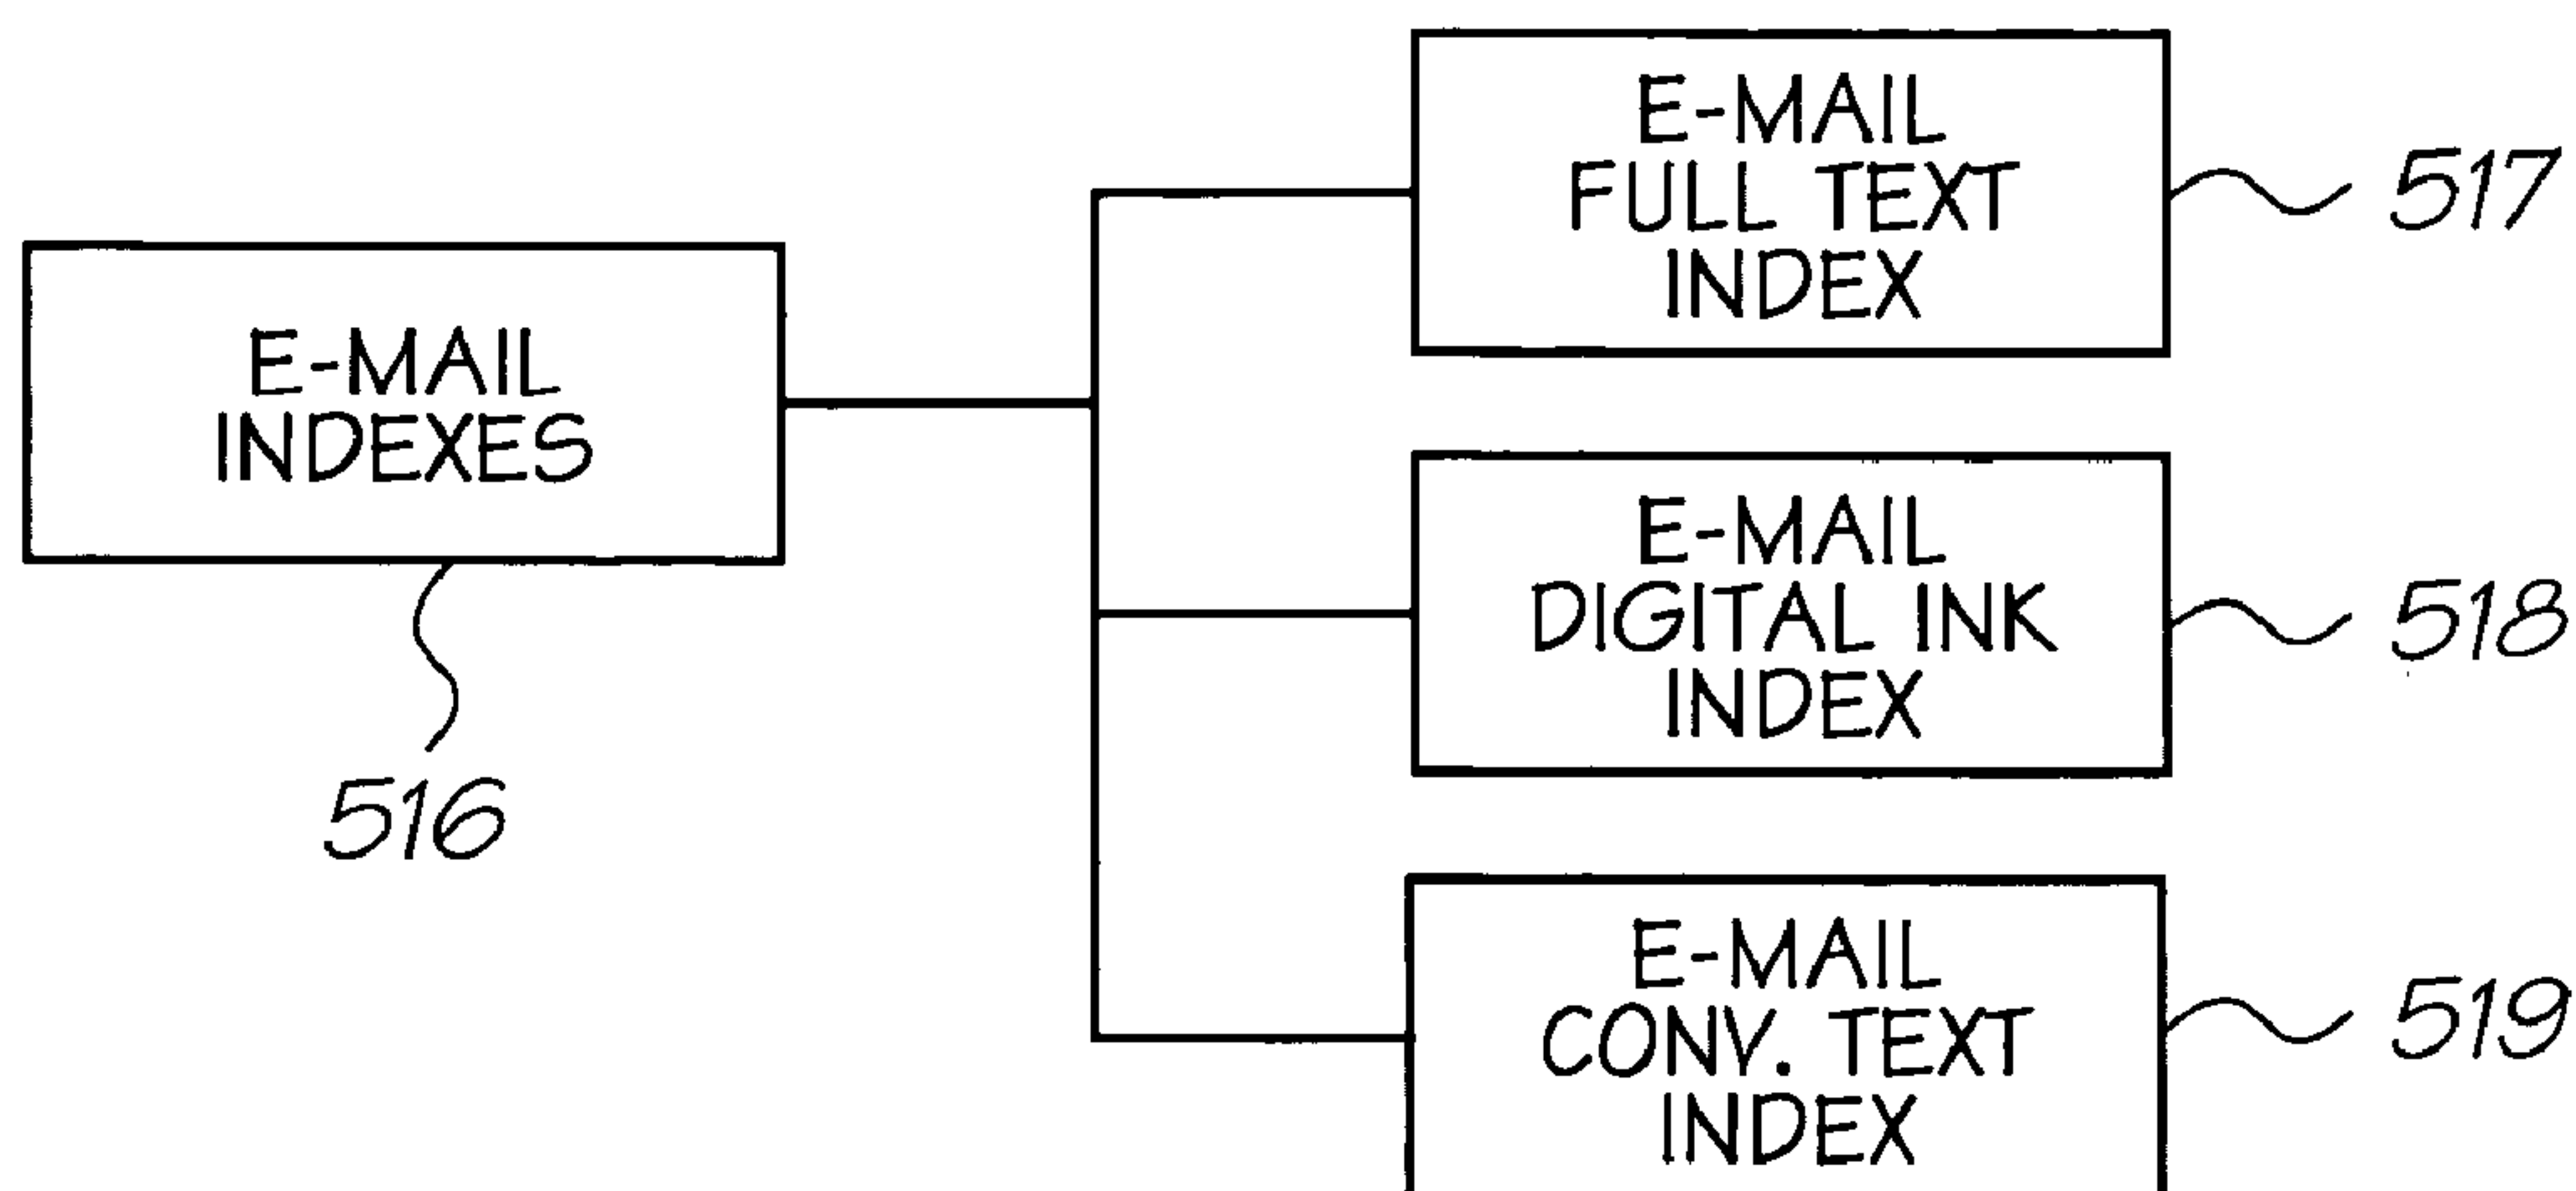 E-MAIL
INDEXES
516
E-MAIL
FULL TEXT
INDEX
517
E-MAIL
DIGITAL INK
INDEX
518
E-MAIL
CONV. TEXT
INDEX
519